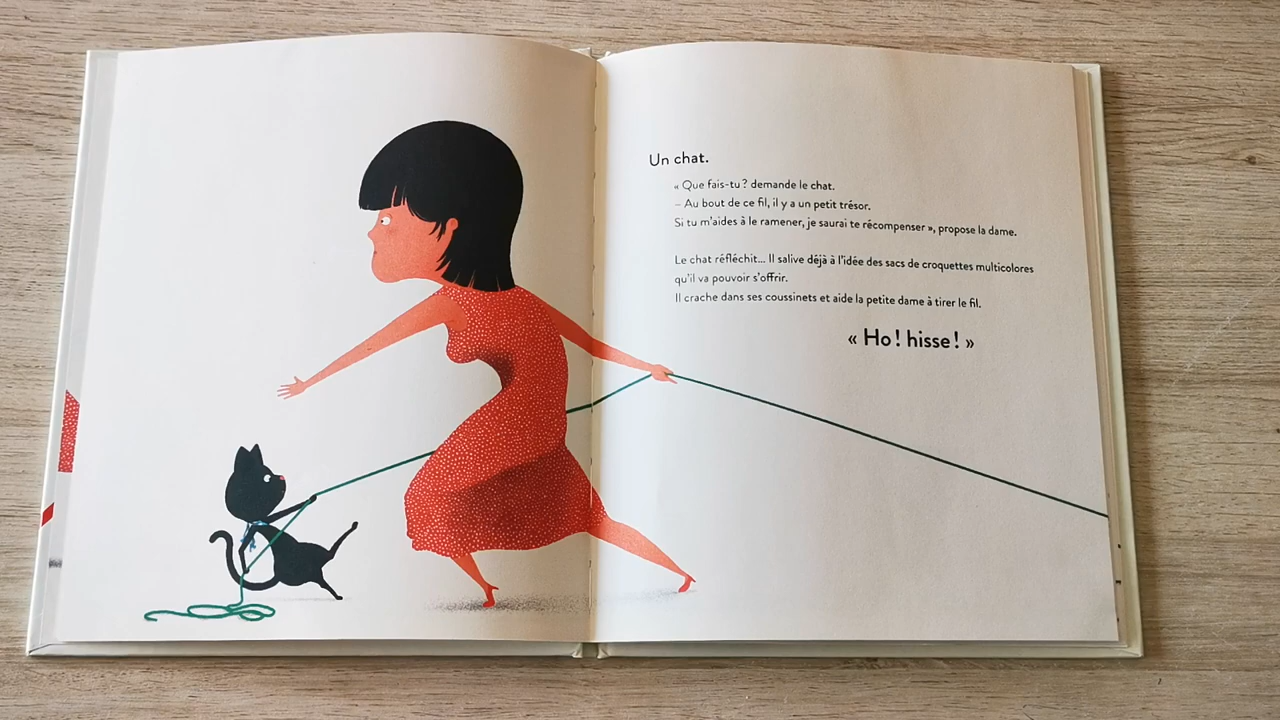 Un chat.
« Que fais-tu ? demande le chat.
– Au bout de ce fil, il y a un petit trésor.
Si tu m'aides à le ramener, je saurai te récompenser », propose la dame.
Le chat réfléchit... Il salive déjà à l'idée des sacs de croquettes multicolores
qu'il va pouvoir s'offrir.
Il crache dans ses coussinets et aide la petite dame à tirer le fil.
« Ho ! hisse ! »